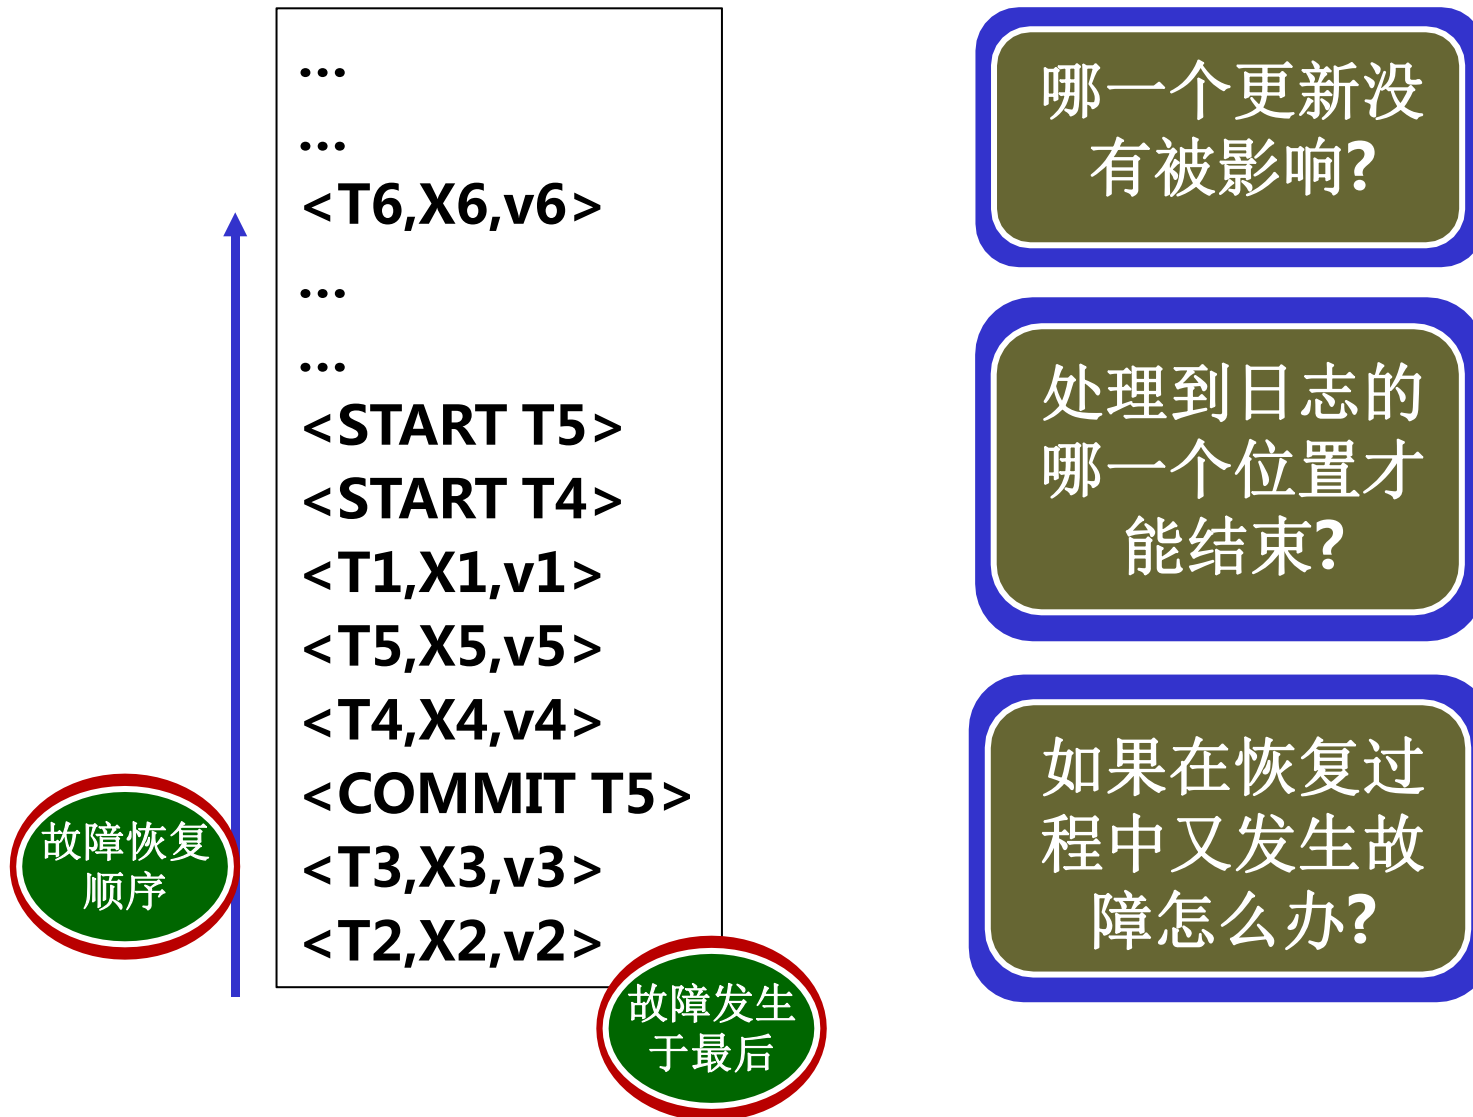 ...
...
<T6,X6,v6>
...
...
<START T5>
<START T4>
<T1,X1,v1>
<T5,X5,v5>
<T4,X4,v4>
<COMMIT T5>
<T3,X3,v3>
<T2,X2,v2>
故障恢复
顺序
故障发生
于最后
哪一个更新没
有被影响?
处理到日志的
哪一个位置才
能结束?
如果在恢复过
程中又发生故
障怎么办?